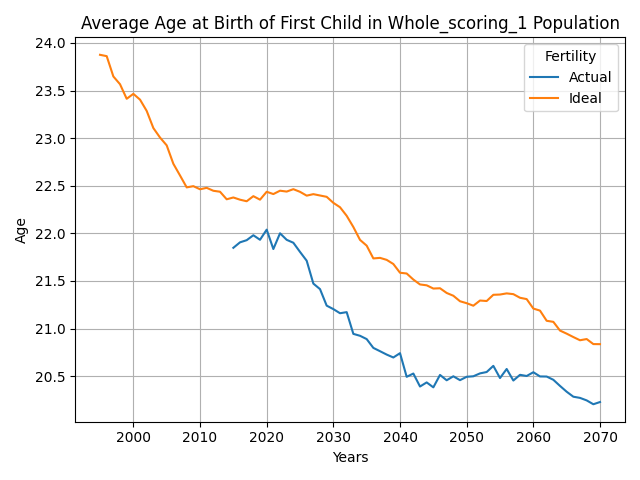 Average Age at Birth of First Child in Whole_scoring_1 Population
Fertility
Actual
Ideal
24.0
23.5
23.0
22.5
22.0
21.5
21.0
20.5
Age
2000
2010
2020
2030
2040
2050
2060
2070
Years